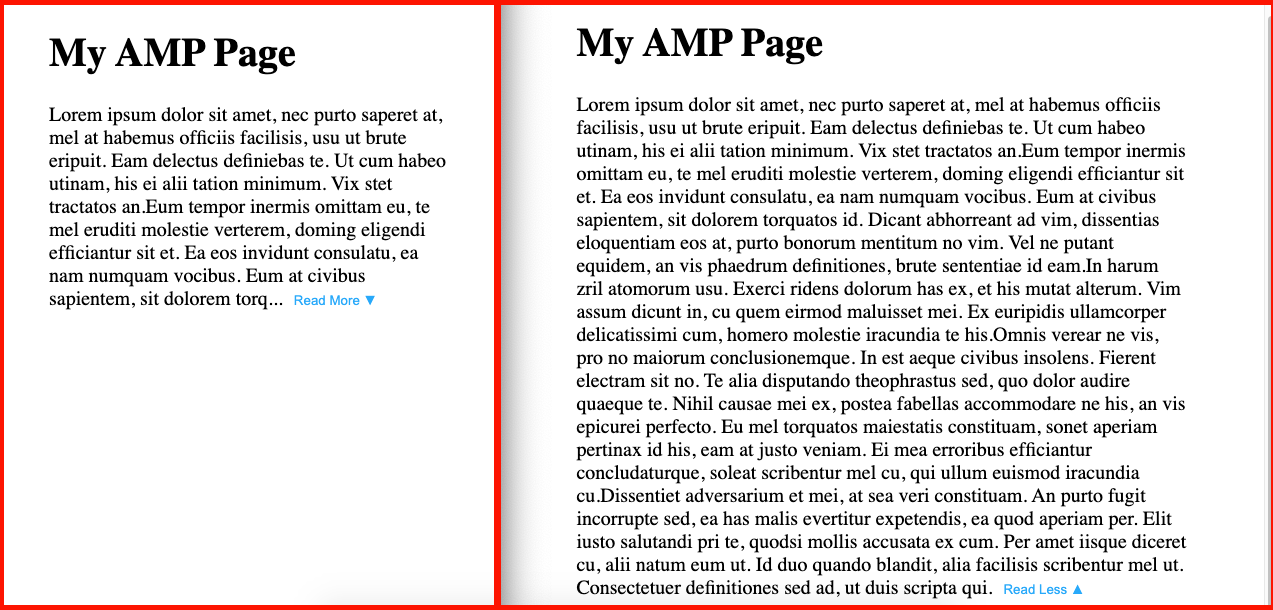 My AMP Page
Lorem ipsum dolor sit amet, nec purto saperet at,
mel at habemus officiis facilisis, usu ut brute
eripuit. Eam delectus definiebas te. Ut cum habeo
utinam, his ei alii tation minimum. Vix stet
tractatos an.Eum tempor inermis omittam eu, te
mel eruditi molestie verterem, doming eligendi
efficiantur sit et. Ea eos invidunt consulatu, ea
nam numquam vocibus. Eum at civibus
sapientem, sit dolorem torq... Read More ▼
My AMP Page
Lorem ipsum dolor sit amet, nec purto saperet at, mel at habemus officiis
facilisis, usu ut brute eripuit. Eam delectus definiebas te. Ut cum habeo
utinam, his ei alii tation minimum. Vix stet tractatos an.Eum tempor inermis
omittam eu, te mel eruditi molestie verterem, doming eligendi efficiantur sit
et. Ea eos invidunt consulatu, ea nam numquam vocibus. Eum at civibus
sapientem, sit dolorem torquatos id. Dicant abhorreant ad vim, dissentias
eloquentiam eos at, purto bonorum mentitum no vim. Vel ne putant
equidem, an vis phaedrum definitiones, brute sententiae id eam.In harum
zril atomorum usu. Exerci ridens dolorum has ex, et his mutat alterum. Vim
assum dicunt in, cu quem eirmod maluisset mei. Ex euripidis ullamcorper
delicatissimi cum, homero molestie iracundia te his.Omnis verear ne vis,
pro no maiorum conclusionemque. In est aeque civibus insolens. Fierent
electram sit no. Te alia disputando theophrastus sed, quo dolor audire
quaeque te. Nihil causae mei ex, postea fabellas accommodare ne his, an vis
epicurei perfecto. Eu mel torquatos maiestatis constituam, sonet aperiam
pertinax id his, eam at justo veniam. Ei mea erroribus efficiantur
concludaturque, soleat scribentur mel cu, qui ullum euismod iracundia
cu.Dissentiet adversarium et mei, at sea veri constituam. An purto fugit
incorrupte sed, ea has malis evertitur expetendis, ea quod aperiam per. Elit
iusto salutandi pri te, quodsi mollis accusata ex cum. Per amet iisque diceret
cu, alii natum eum ut. Id duo quando blandit, alia facilisis scribentur mel ut.
Consectetuer definitiones sed ad, ut duis scripta qui. Read Less ▲